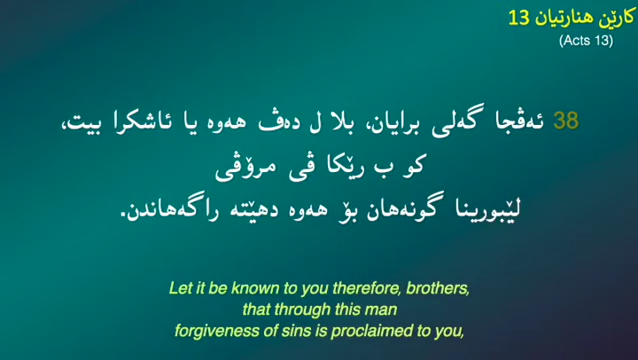 کارێن هنارتیان 13
(Acts 13)
38 ئەڤجا گەلی برایان، بلا ل دەڤ هەوە یا ئاشکرا بیت،
کو ب رێکا ڤی مرۆڤی
لێبورینا گونەهان بۆ هەوە دهێتە راگەهاندن.
Let it be known to you therefore, brothers,
that through this man
forgiveness of sins is proclaimed to you,